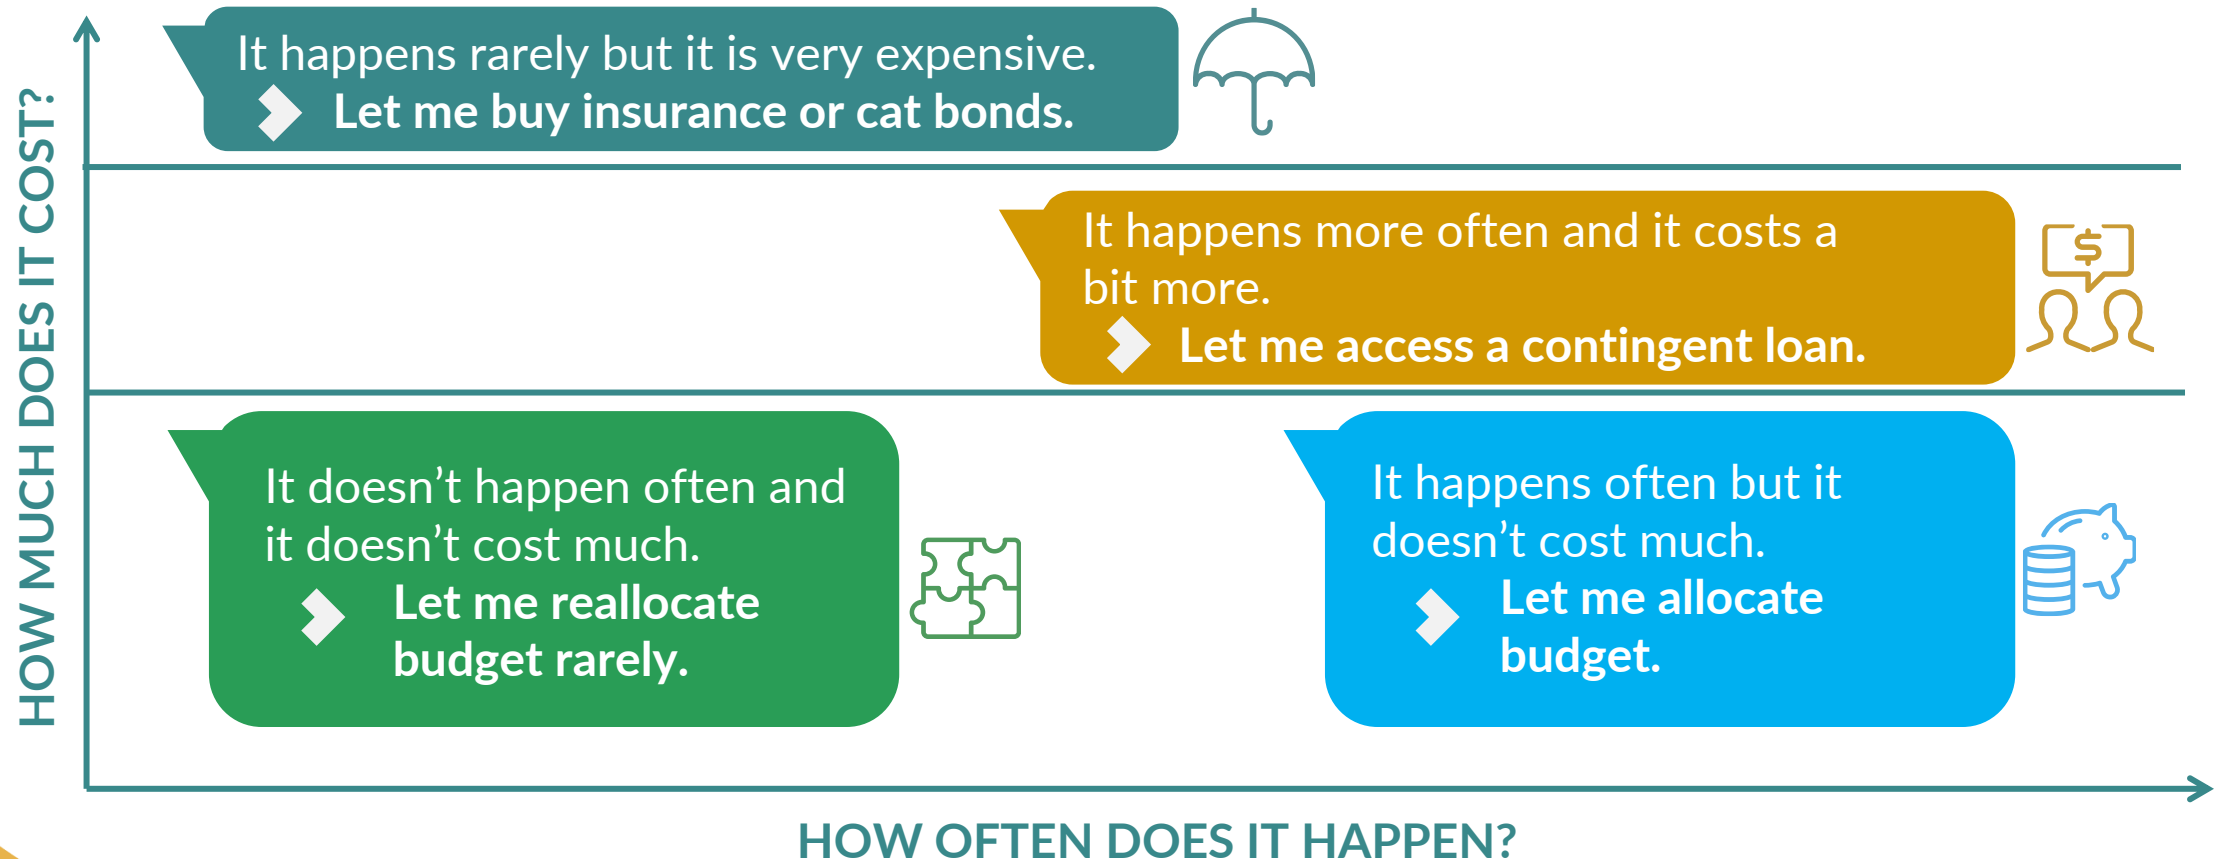 HOW MUCH DOES IT COST?
It happens rarely but it is very expensive.
Let me buy insurance or cat bonds.
It happens more often and it costs a
bit more.
Let me access a contingent loan.
$
It doesn’t happen often and
it doesn’t cost much.
Let me reallocate
budget rarely.
It happens often but it
doesn’t cost much.
Let me allocate
budget.
HOW OFTEN DOES IT HAPPEN?